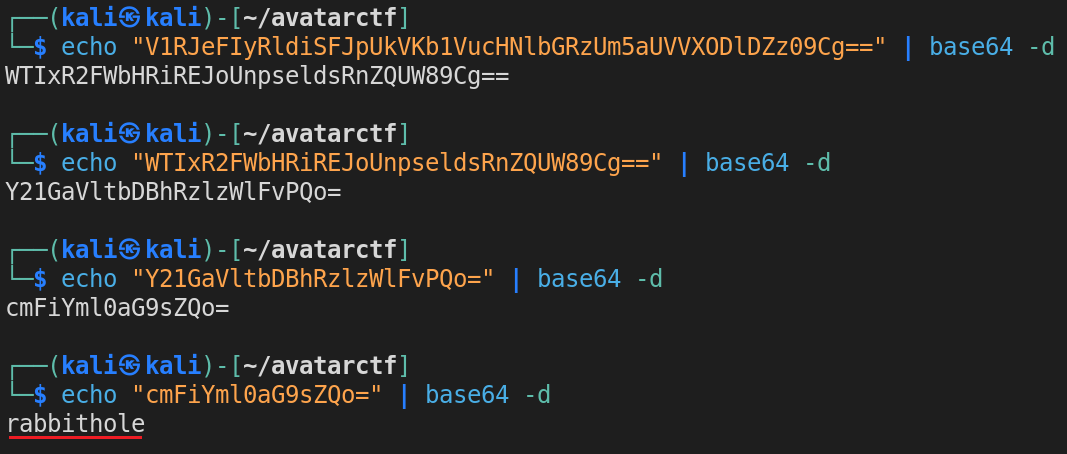 ┌──(kali㉿kali)-[~/avatarctf]
└─$ echo "V1RJeFIyRldiSFJpUkVKb1VucHNlbGRzUm5aUVVXODlDZz09Cg==" | base64 -d
WTIxR2FWbHRiREJoUnpseldsRnZQUW89Cg==

┌──(kali㉿kali)-[~/avatarctf]
└─$ echo "WTIxR2FWbHRiREJoUnpseldsRnZQUW89Cg==" | base64 -d
Y21GaVltbDBhRzlzWlFvPQo=

┌──(kali㉿kali)-[~/avatarctf]
└─$ echo "Y21GaVltbDBhRzlzWlFvPQo=" | base64 -d
cmFiYml0aG9sZQo=

┌──(kali㉿kali)-[~/avatarctf]
└─$ echo "cmFiYml0aG9sZQo=" | base64 -d
rabbithole